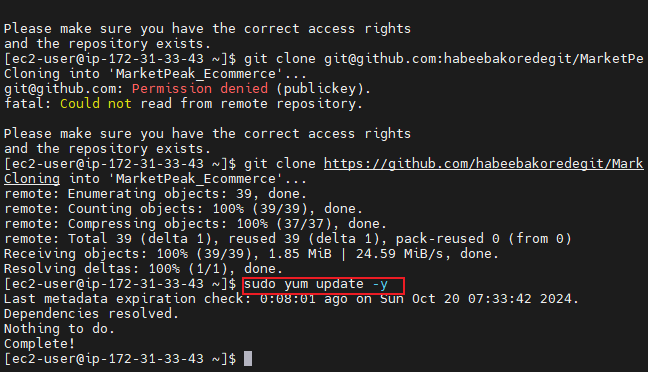 Please make sure you have the correct access rights
and the repository exists.
[ec2-user@ip-172-31-33-43 ~]$ git clone git@github.com:habeebakoredegit/MarketPe
Cloning into 'MarketPeak_Ecommerce'...
git@github.com: Permission denied (publickey).
fatal: Could not read from remote repository.
Please make sure you have the correct access rights
and the repository exists.
[ec2-user@ip-172-31-33-43 ~]$ git clone https://github.com/habeebakoredegit/Mark
Cloning into 'MarketPeak_Ecommerce'...
remote: Enumerating objects: 39, done.
remote: Counting objects: 100% (39/39), done.
remote: Compressing objects: 100% (37/37), done.
remote: Total 39 (delta 1), reused 39 (delta 1), pack-reused 0 (from 0)
Receiving objects: 100% (39/39), 1.85 MiB | 24.59 MiB/s, done.
Resolving deltas: 100% (1/1), done.
[ec2-user@ip-172-31-33-43 ~]$ sudo yum update -y
Last metadata expiration check: 0:08:01 ago on Sun Oct 20 07:33:42 2024.
Dependencies resolved.
Nothing to do.
Complete!
[ec2-user@ip-172-31-33-43 ~]$